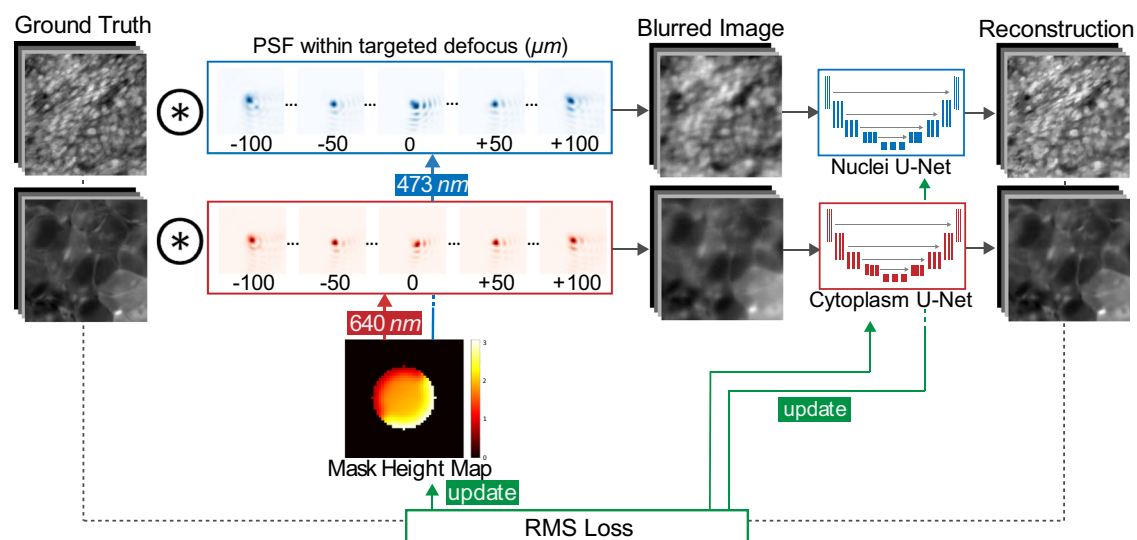 Ground Truth
PSF within targeted defocus (µm)
Blurred Image
Reconstruction
-100 ... -50 ... 0 ... +50 ... +100
Nuclei U-Net
473 nm
-100 ... -50 ... 0 ... +50 ... +100
Cytoplasm U-Net
640 nm
3
2
1
0
Mask Height Map
update
update
RMS Loss